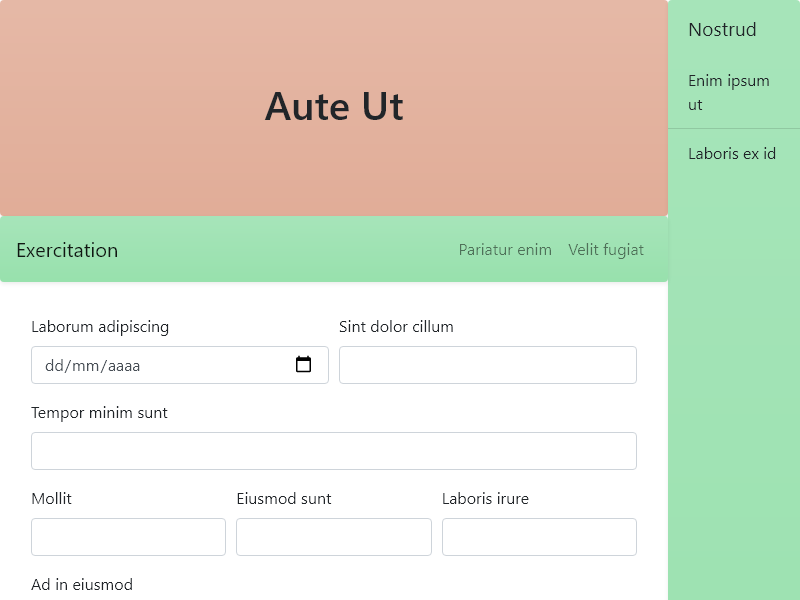 Aute Ut
Exercitation
Pariatur enim
Velit fugiat
Laborum adipiscing
Sint dolor cillum
dd/mm/aaaa
Tempor minim sunt
Mollit
Eiusmod sunt
Laboris irure
Ad in eiusmod
Nostrud
Enim ipsum
ut
Laboris ex id